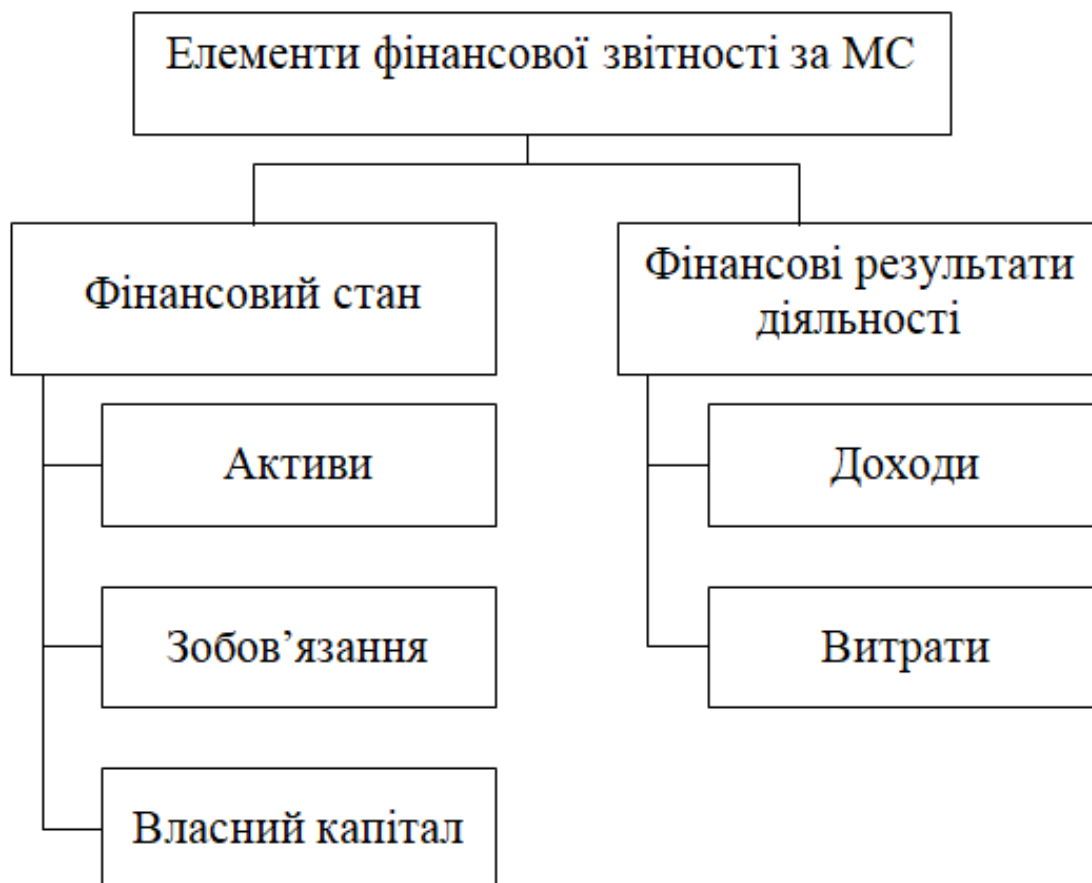 Елементи фінансової звітності за МС
Фінансовий стан
Фінансові результати
діяльності
Активи
Доходи
Зобов’язання
Витрати
Власний капітал